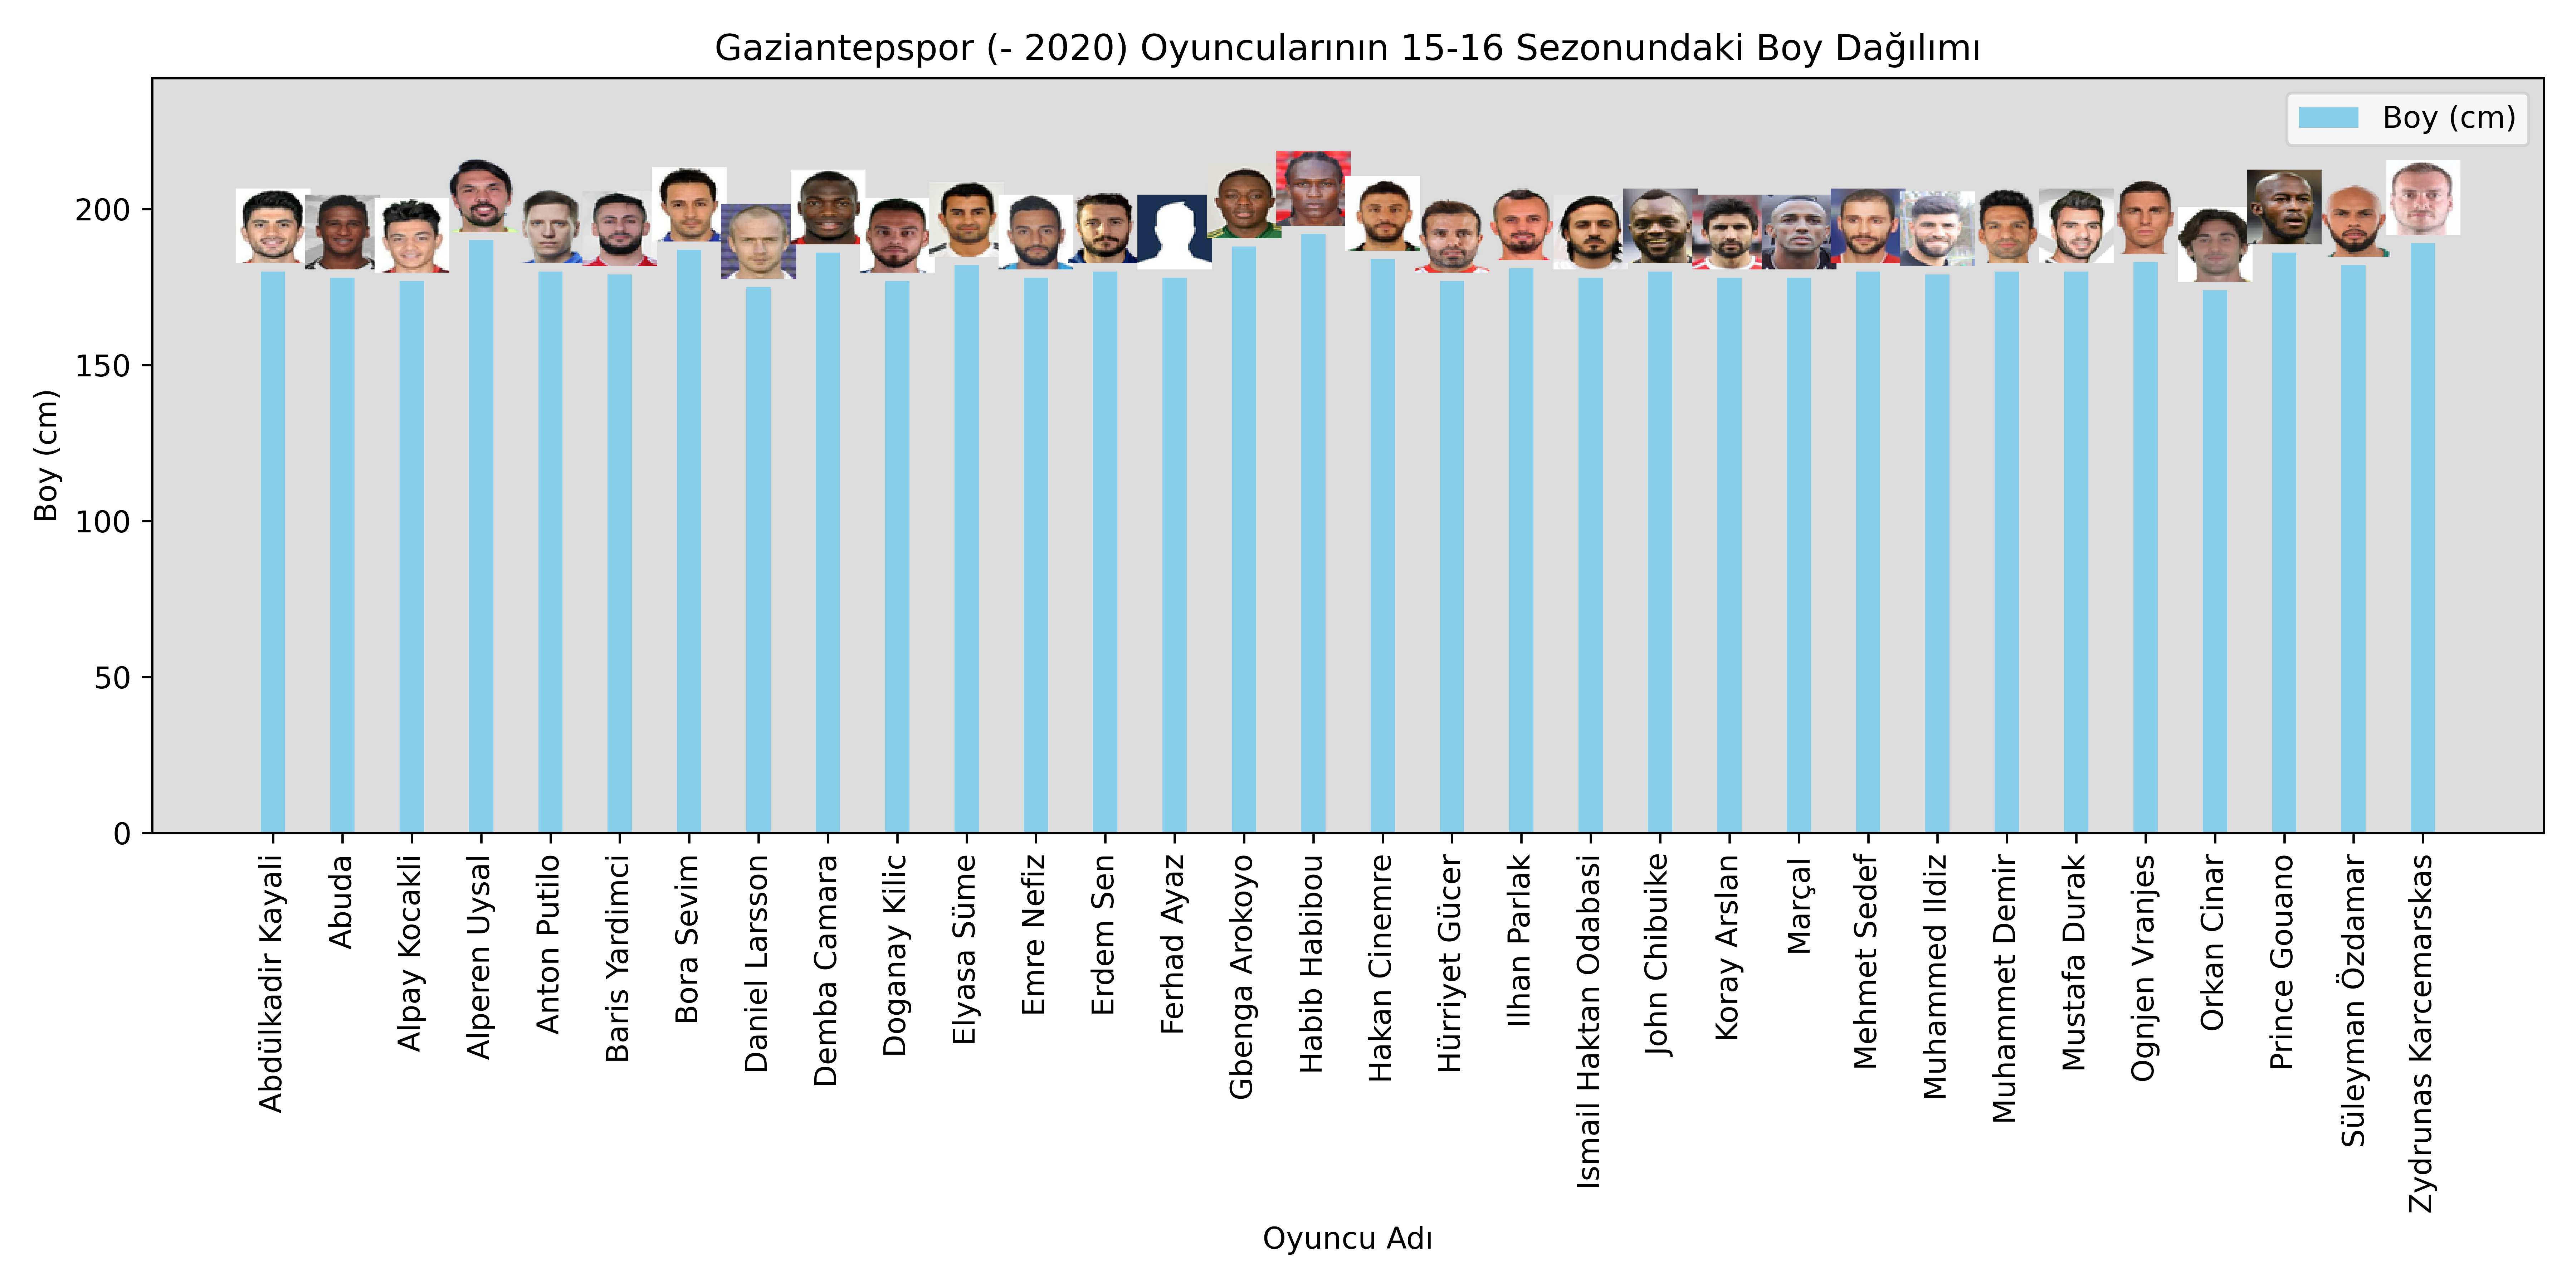 Gaziantepspor (- 2020) Oyuncularının 15-16 Sezonundaki Boy Dağılımı
Boy (cm)
Boy (cm)
200
150
100
50
0
Abdülkadir Kayali
Abuda
Alpay Kocakli
Alperen Uysal
Anton Putilo
Baris Yardimci
Bora Sevim
Daniel Larsson
Demba Camara
Doganay Kilic
Elyasa Süme
Emre Nefiz
Erdem Sen
Ferhad Ayaz
Gbenga Arokoyo
Habib Habibou
Hakan Cinemre
Hürriyet Gücer
Ilhan Parlak
Ismail Haktan Odabasi
John Chibuike
Koray Arslan
Marçal
Mehmet Sedef
Muhammed Ildiz
Muhammet Demir
Mustafa Durak
Ognjen Vranjes
Orkan Cinar
Prince Gouano
Süleyman Özdamar
Zydrunas Karcemarskas
Oyuncu Adı